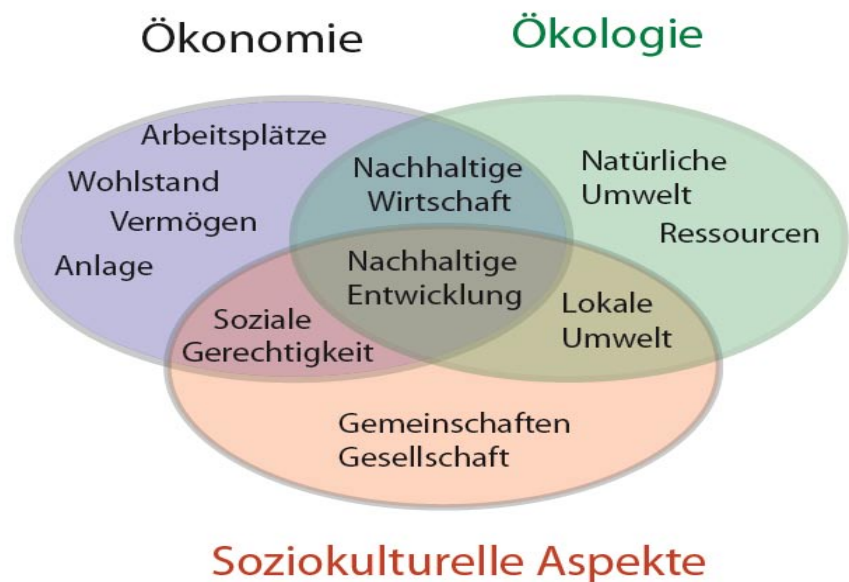 Ökonomie
Ökologie
Arbeitsplätze
Wohlstand
Vermögen
Anlage
Nachhaltige
Wirtschaft
Natürliche
Umwelt
Ressourcen
Nachhaltige
Entwicklung
Soziale
Gerechtigkeit
Lokale
Umwelt
Gemeinschaften
Gesellschaft
Soziokulturelle Aspekte